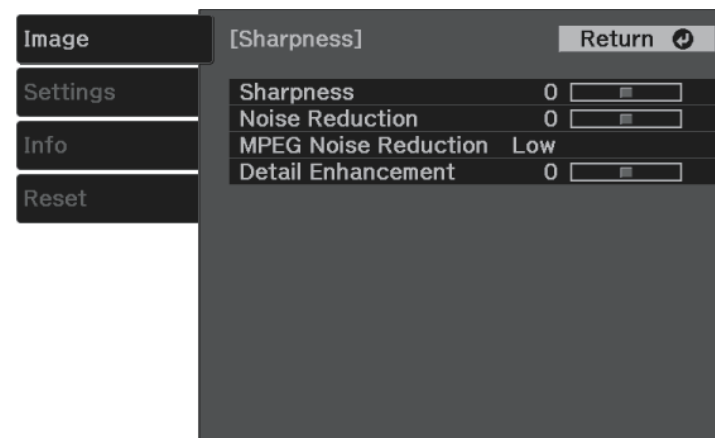 Image
Settings
Info
Reset
[Sharpness]
Return
Sharpness 0
Noise Reduction 0
MPEG Noise Reduction Low
Detail Enhancement 0